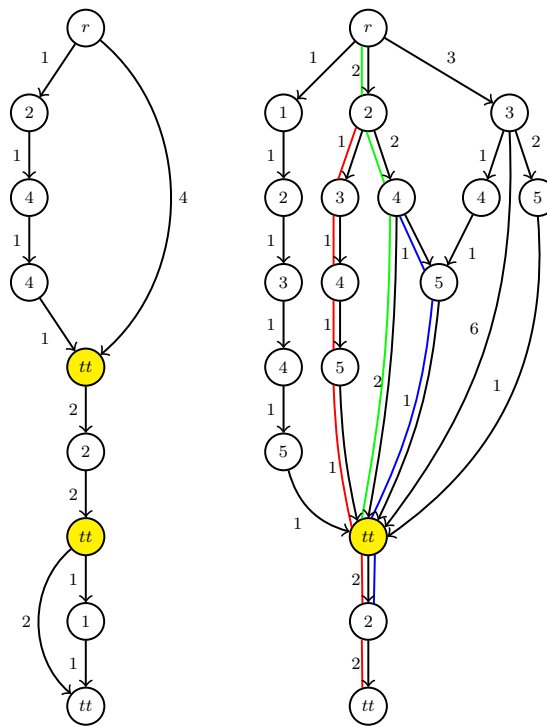 r r
1 1 3
2
2 1 2 3
1 1 1 1 2 1 2
2 4 4 2 3 4 4 5
1 1 1 1 1
4 3 4 5
1 1 1 6
tt 4 5
2 1
2 1 1
2 5
1
2 1
tt tt
1 2
2 1 2
1 2
tt tt